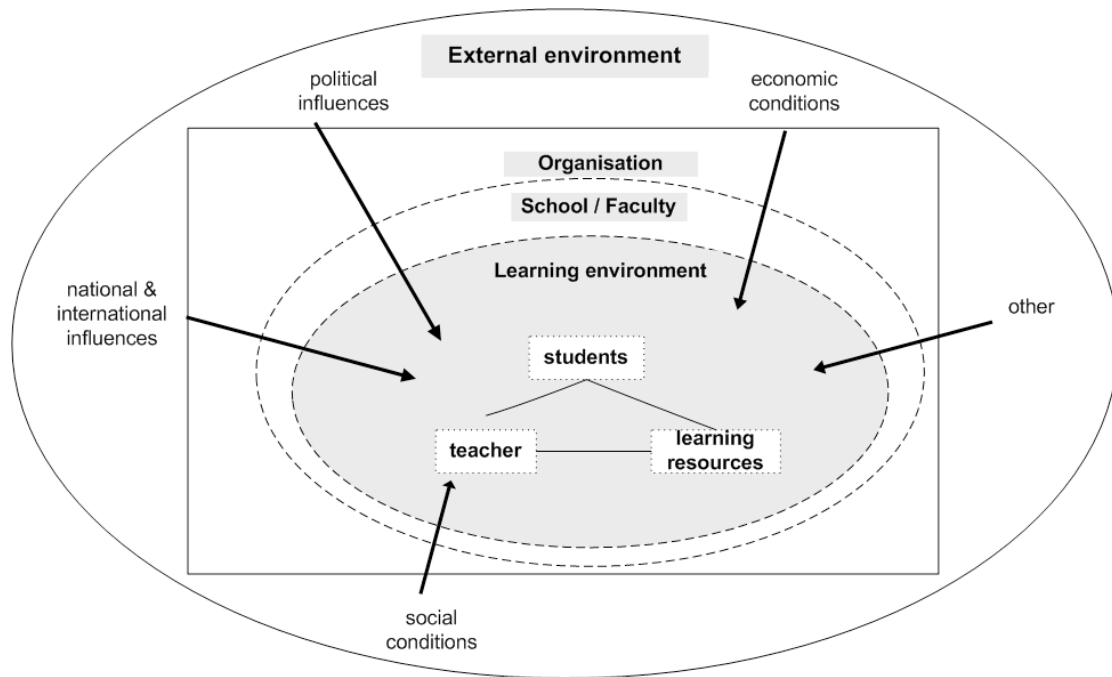 External environment
political
influences
economic
conditions
Organisation
School / Faculty
Learning environment
national &
international
influences
other
students
teacher
learning
resources
social
conditions